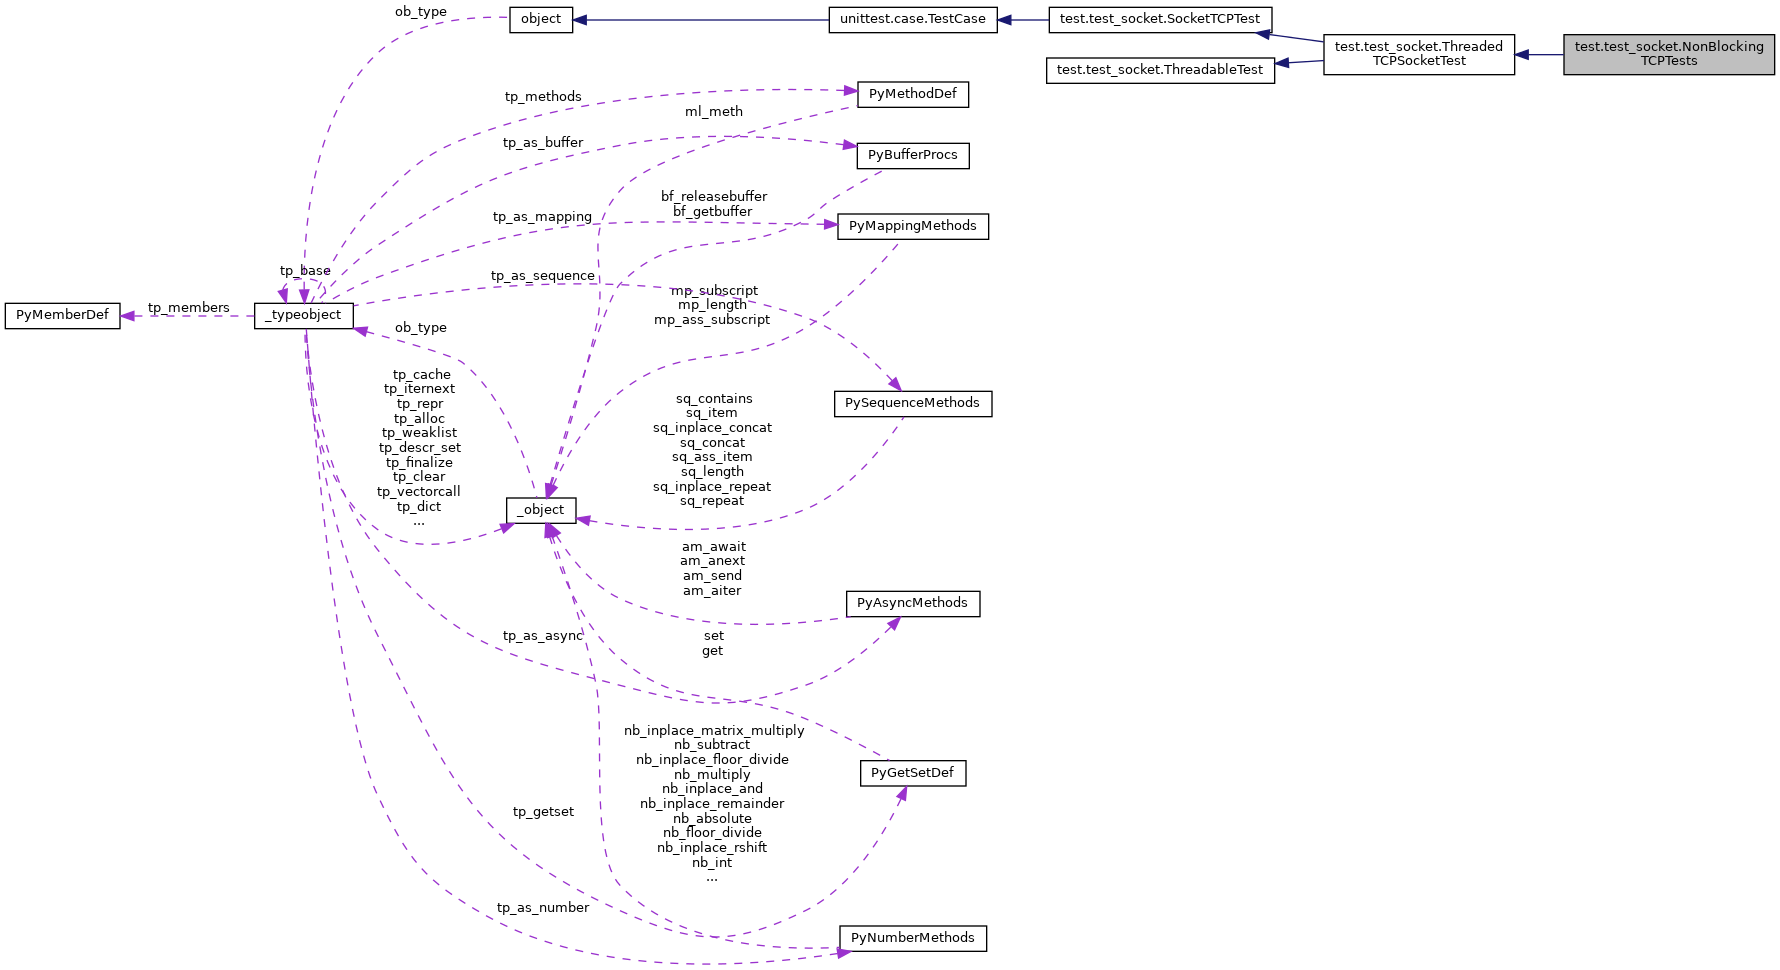 ob_type
object
unittest.case.TestCase
test.test_socket.SocketTCPTest
test.test_socket.Threaded
TCPSocketTest
test.test_socket.NonBlocking
TCPTests
test.test_socket.ThreadableTest
tp_methods
PyMethodDef
ml_meth
tp_as_buffer
PyBufferProcs
bf_releasebuffer
bf_getbuffer
tp_as_mapping
PyMappingMethods
tp_base
tp_as_sequence
mp_subscript
mp_length
mp_ass_subscript
PyMemberDef
tp_members
_typeobject
ob_type
tp_cache
tp_iternext
tp_repr
tp_alloc
tp_weaklist
tp_descr_set
tp_finalize
tp_clear
tp_vectorcall
tp_dict
...
PySequenceMethods
sq_contains
sq_item
sq_inplace_concat
sq_concat
sq_ass_item
sq_length
sq_inplace_repeat
sq_repeat
_object
am_await
am_anext
am_send
am_aiter
PyAsyncMethods
tp_as_async
set
get
nb_inplace_matrix_multiply
nb_subtract
nb_inplace_floor_divide
nb_multiply
nb_inplace_and
nb_inplace_remainder
nb_absolute
nb_floor_divide
nb_inplace_rshift
nb_int
...
PyGetSetDef
tp_getset
tp_as_number
PyNumberMethods